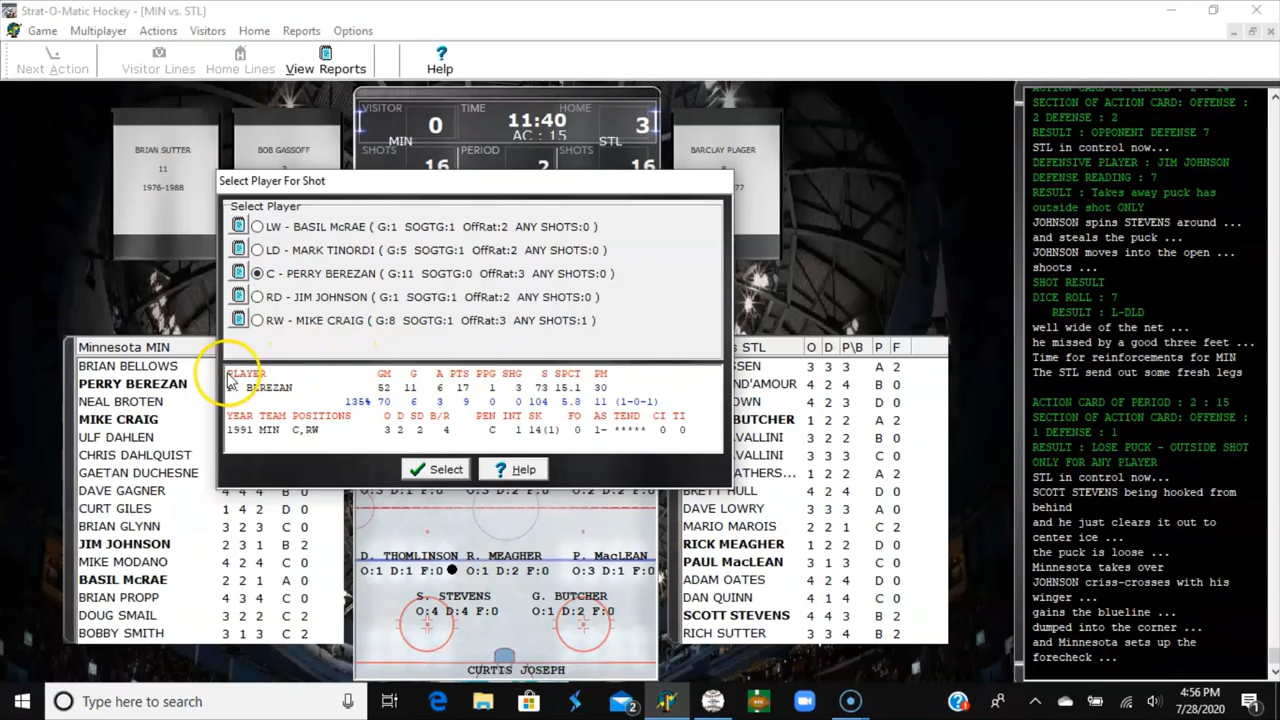 Strat-O-Matic Hockey - [MIN vs. STL]
Game Multiplayer Actions Visitors Home Reports Options
Next Action Visitor Lines Home Lines View Reports Help
VISITOR TIME HOME
0 11:40 3
MIN AC : 15 STL
SHOTS PERIOD SHOTS
16 2 16
BRIAN SUTTER
11
1976-1988
BOB GASSOFF
BARCLAY PLAGER
Select Player For Shot
Select Player
LW - BASIL McRAE ( G:1 SOGTG:1 OffRat:2 ANY SHOTS:0 )
LD - MARK TINORDI ( G:5 SOGTG:1 OffRat:2 ANY SHOTS:0 )
C - PERRY BEREZAN ( G:11 SOGTG:0 OffRat:3 ANY SHOTS:0 )
RD - JIM JOHNSON ( G:1 SOGTG:1 OffRat:2 ANY SHOTS:0 )
RW - MIKE CRAIG ( G:8 SOGTG:1 OffRat:3 ANY SHOTS:1 )
PLAYER GM G A PTS PPG SHG S SPCT PM
BEREZAN 52 11 6 17 1 3 73 15.1 30
135% 70 6 3 9 0 0 104 5.8 11 (1-0-1)
YEAR TEAM POSITIONS O D SD B/R PEN INT SK FO AS TEND CI TI
1991 MIN C,RW 3 2 2 4 C 1 14(1) 0 1- ***** 0 0
Select Help
Minnesota MIN
BRIAN BELLOWS
PERRY BEREZAN
NEAL BROTEN
MIKE CRAIG
ULF DAHLEN
CHRIS DAHLQUIST
GAETAN DUCHESNE
DAVE GAGNER 4 4 4 B 0
CURT GILES 1 4 2 D 0
BRIAN GLYNN 3 2 3 C 0
JIM JOHNSON 2 3 1 B 2
MIKE MODANO 4 2 4 C 0
BASIL McRAE 2 2 1 A 0
BRIAN PROPP 4 3 4 C 0
DOUG SMAIL 3 1 3 C 2
BOBBY SMITH 3 1 3 C 2
STL O D P\B P F
SSEN 3 3 3 A 2
ND'AMOUR 3 3 4 C 0
OWN 2 3 4 C 0
BUTCHER 1 2 2 A 2
AVALLINI 3 2 2 B 0
AVALLINI 3 3 3 C 0
ATHERS... 1 2 2 A 2
BRETT HULL 4 2 4 D 0
DAVE LOWRY 3 3 3 A 0
MARIO MAROIS 2 2 1 C 2
RICK MEAGHER 1 2 2 D 0
PAUL MacLEAN 3 1 3 C 0
ADAM OATES 4 2 4 D 0
DAN QUINN 4 1 4 C 0
SCOTT STEVENS 4 4 4 B 0
RICH SUTTER 3 3 4 B 2
O:3 D:1 F:0 O:3 D:2 F:0 O:2 D:2 F:0
D. THOMLINSON R. MEAGHER P. MacLEAN
O:1 D:1 F:0 O:1 D:2 F:0 O:3 D:1 F:0
S. STEVENS G. BUTCHER
O:4 D:4 F:0 O:1 D:2 F:0
CURTIS JOSEPH
ACTION CARD OF PERIOD : 2 : 14
SECTION OF ACTION CARD: OFFENSE :
2 DEFENSE : 2
RESULT : OPPONENT DEFENSE 7
STL in control now...
DEFENSIVE PLAYER : JIM JOHNSON
DEFENSE READING : 7
RESULT : Takes away puck has
outside shot ONLY
JOHNSON spins STEVENS around ...
and steals the puck ...
JOHNSON moves into the open ...
shoots ...
SHOT RESULT
DICE ROLL : 7
RESULT : L-DLD
well wide of the net ...
he missed by a good three feet ...
Time for reinforcements for MIN
The STL send out some fresh legs
ACTION CARD OF PERIOD : 2 : 15
SECTION OF ACTION CARD: OFFENSE :
1 DEFENSE : 1
RESULT : LOSE PUCK - OUTSIDE SHOT
ONLY FOR ANY PLAYER
STL in control now...
SCOTT STEVENS being hooked from
behind
and he just clears it out to
center ice ...
the puck is loose ...
Minnesota takes over
JOHNSON criss-crosses with his
winger ...
gains the blueline ...
dumped into the corner ...
and Minnesota sets up the
forecheck ...
Type here to search
2
4:56 PM
7/28/2020
1